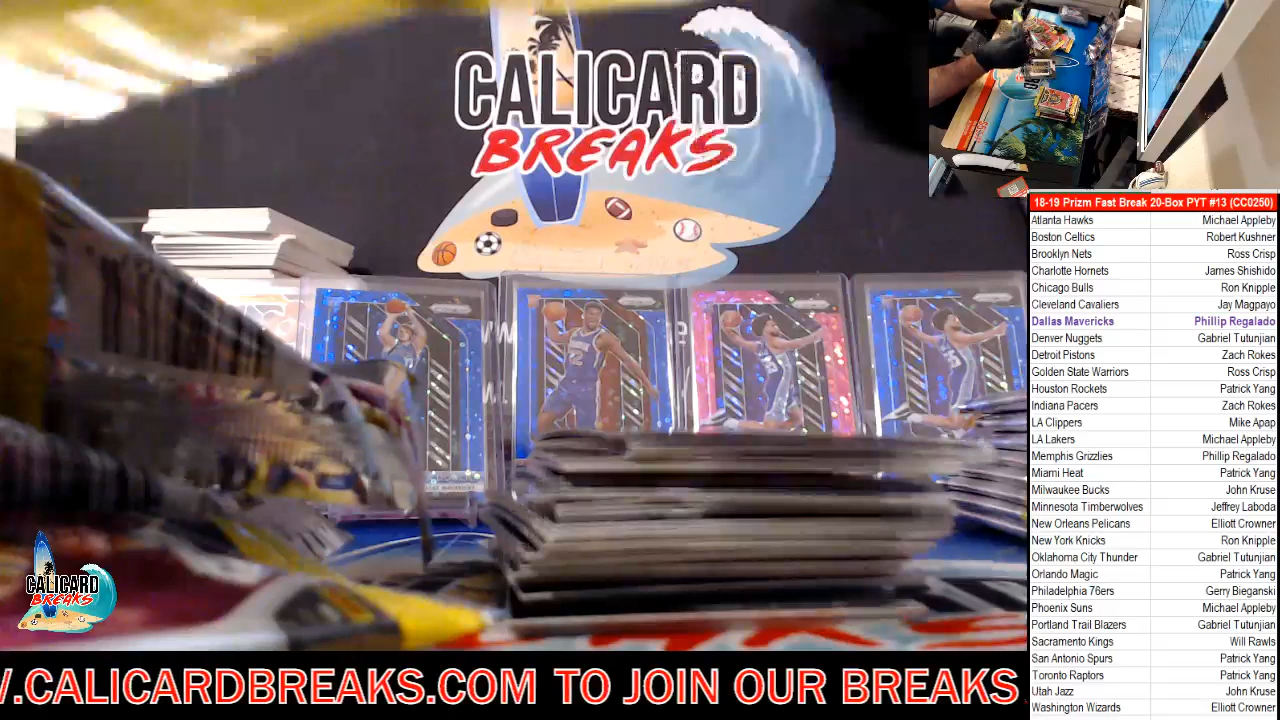 CALICARD
BREAKS
18-19 Prizm Fast Break 20-Box PYT #13 (CC0250)
Atlanta Hawks Michael Appleby
Boston Celtics Robert Kushner
Brooklyn Nets Ross Crisp
Charlotte Hornets James Shishido
Chicago Bulls Ron Knipple
Cleveland Cavaliers Jay Magpayo
Dallas Mavericks Phillip Regalado
Denver Nuggets Gabriel Tutunjian
Detroit Pistons Zach Rokes
Golden State Warriors Ross Crisp
Houston Rockets Patrick Yang
Indiana Pacers Zach Rokes
LA Clippers Mike Apap
LA Lakers Michael Appleby
Memphis Grizzlies Phillip Regalado
Miami Heat Patrick Yang
Milwaukee Bucks John Kruse
Minnesota Timberwolves Jeffrey Laboda
New Orleans Pelicans Elliott Crowner
New York Knicks Ron Knipple
Oklahoma City Thunder Gabriel Tutunjian
Orlando Magic Patrick Yang
Philadelphia 76ers Gerry Bieganski
Phoenix Suns Michael Appleby
Portland Trail Blazers Gabriel Tutunjian
Sacramento Kings Will Rawls
San Antonio Spurs Patrick Yang
Toronto Raptors Patrick Yang
Utah Jazz John Kruse
Washington Wizards Elliott Crowner
CALICARD
BREAKS
.CALICARDBREAKS.COM TO JOIN OUR BREAKS